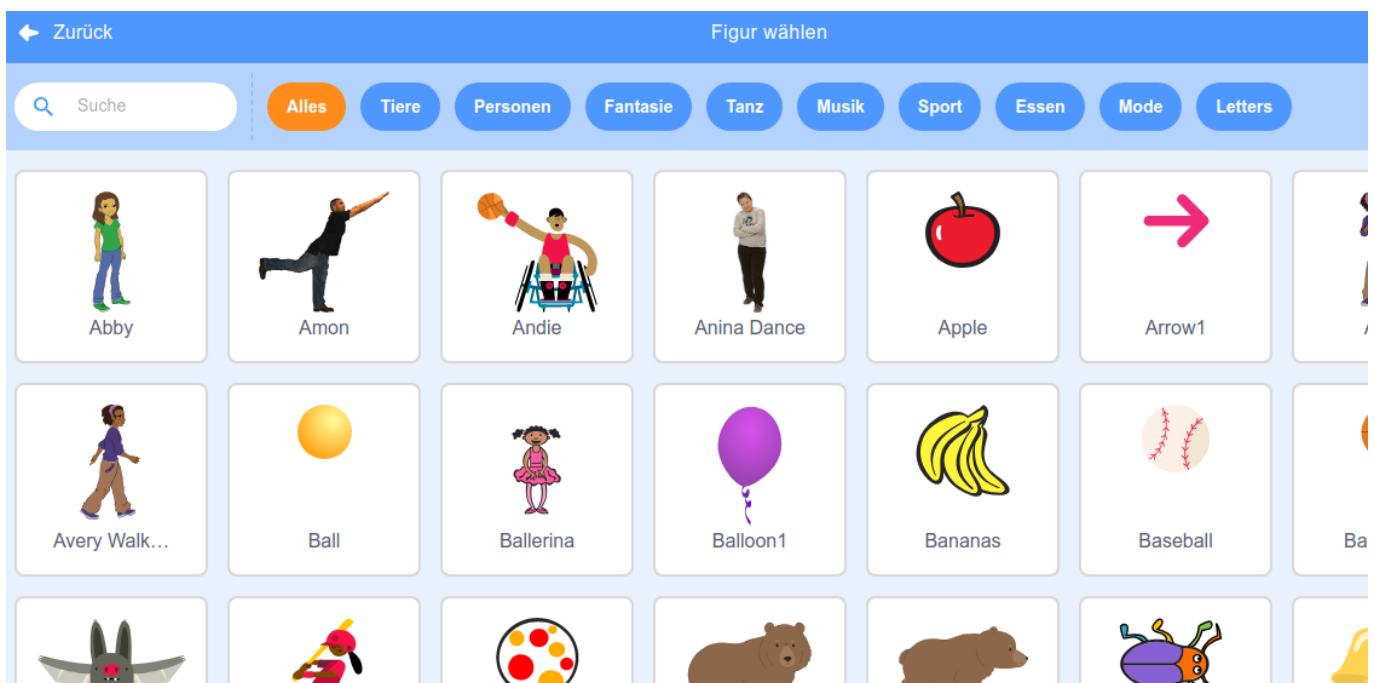 Zurück
Figur wählen
Suche
Alles Tiere Personen Fantasie Tanz Musik Sport Essen Mode Letters
Abby Amon Andie Anina Dance Apple Arrow1
Avery Walk… Ball Ballerina Balloon1 Bananas Baseball Ba